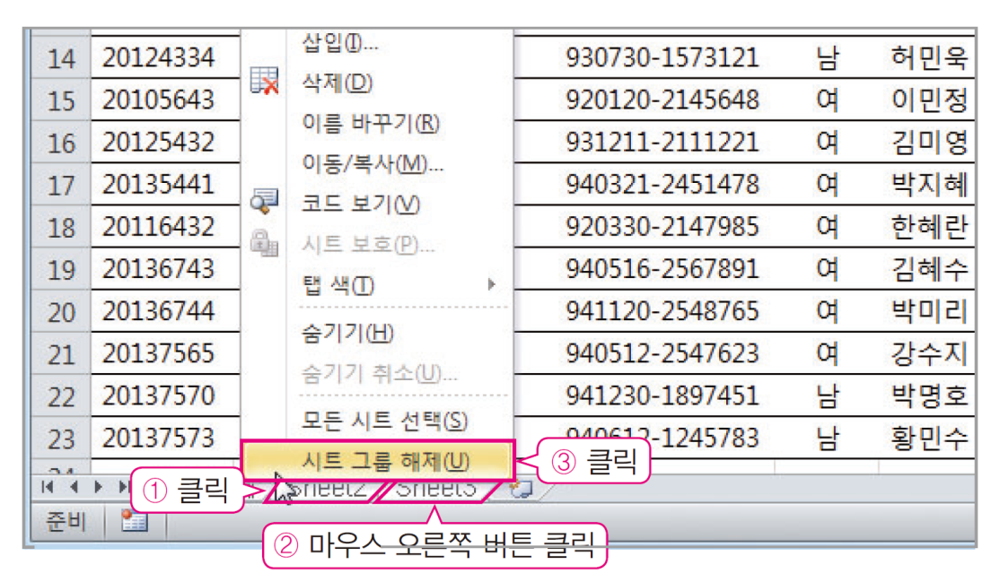 삽입(I)...
14 20124334 930730-1573121 남 허민욱
삭제(D)
15 20105643 920120-2145648 여 이민정
이름 바꾸기(R)
16 20125432 931211-2111221 여 김미영
이동/복사(M)...
17 20135441 940321-2451478 여 박지혜
코드 보기(V)
18 20116432 920330-2147985 여 한혜란
시트 보호(P)...
19 20136743 940516-2567891 여 김혜수
탭 색(T)
20 20136744 941120-2548765 여 박미리
숨기기(H)
21 20137565 940512-2547623 여 강수지
숨기기 취소(U)...
22 20137570 941230-1897451 남 박명호
모든 시트 선택(S)
23 20137573 940612-1245783 남 황민수
시트 그룹 해제(U)
③ 클릭
24
① 클릭
Sheet2 Sheet3
준비
② 마우스 오른쪽 버튼 클릭